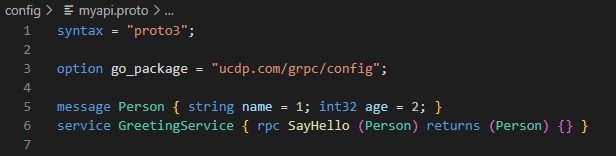 config > myapi.proto > ...
1 syntax = "proto3";
2
3 option go_package = "ucdp.com/grpc/config";
4
5 message Person { string name = 1; int32 age = 2; }
6 service GreetingService { rpc SayHello (Person) returns (Person) {} }
7